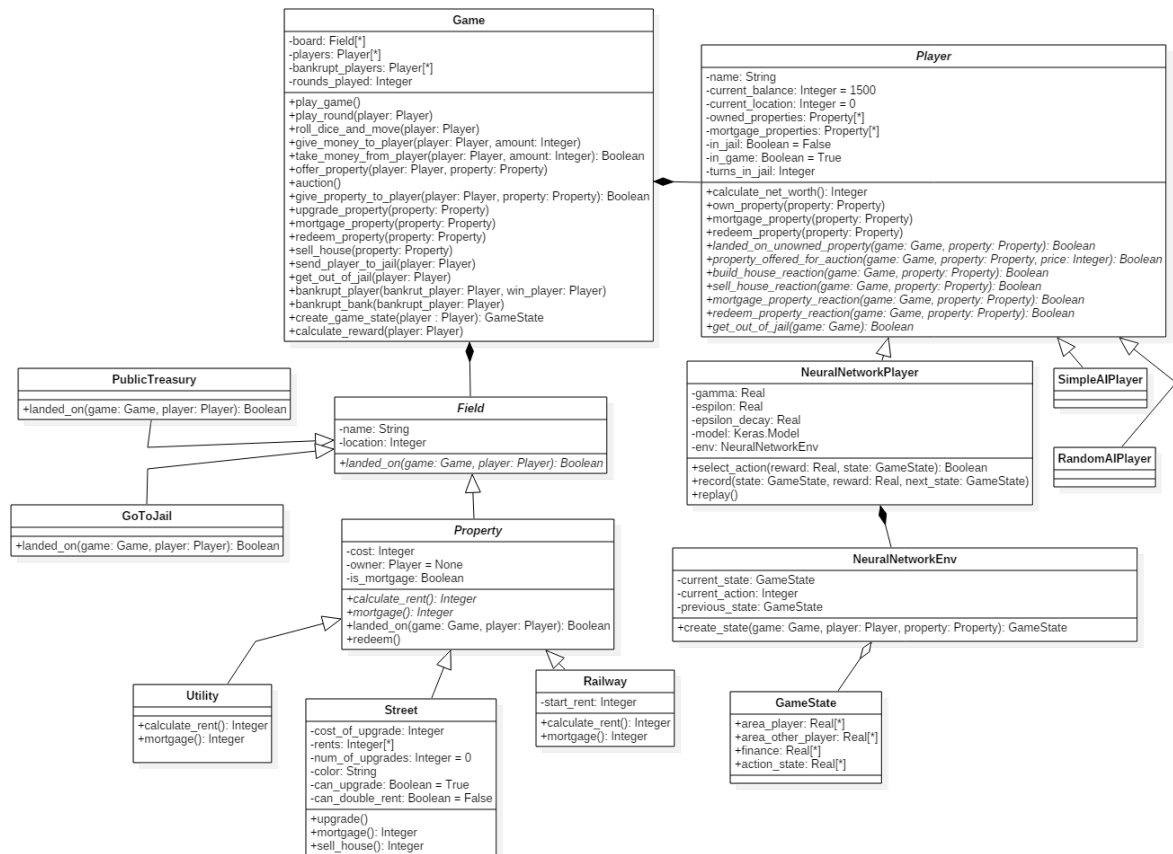 Game
-board: Field[*]
-players: Player[*]
-bankrupt_players: Player[*]
-rounds_played: Integer
+play_game()
+play_round(player: Player)
+roll_dice_and_move(player: Player)
+give_money_to_player(player: Player, amount: Integer)
+take_money_from_player(player: Player, amount: Integer): Boolean
+offer_property(player: Player, property: Property)
+auction()
+give_property_to_player(player: Player, property: Property): Boolean
+upgrade_property(property: Property)
+mortgage_property(property: Property)
+redeem_property(property: Property)
+sell_house(property: Property)
+send_player_to_jail(player: Player)
+get_out_of_jail(player: Player)
+bankrupt_player(bankrut_player: Player, win_player: Player)
+bankrupt_bank(bankrupt_player: Player)
+create_game_state(player : Player): GameState
+calculate_reward(player: Player)
Player
-name: String
-current_balance: Integer = 1500
-current_location: Integer = 0
-owned_properties: Property[*]
-mortgage_properties: Property[*]
-in_jail: Boolean = False
-in_game: Boolean = True
-turns_in_jail: Integer
+calculate_net_worth(): Integer
+own_property(property: Property)
+mortgage_property(property: Property)
+redeem_property(property: Property)
+landed_on_unowned_property(game: Game, property: Property): Boolean
+property_offered_for_auction(game: Game, property: Property, price: Integer): Boolean
+build_house_reaction(game: Game, property: Property): Boolean
+sell_house_reaction(game: Game, property: Property): Boolean
+mortgage_property_reaction(game: Game, property: Property): Boolean
+redeem_property_reaction(game: Game, property: Property): Boolean
+get_out_of_jail(game: Game): Boolean
PublicTreasury
+landed_on(game: Game, player: Player): Boolean
Field
-name: String
-location: Integer
+landed_on(game: Game, player: Player): Boolean
NeuralNetworkPlayer
-gamma: Real
-espilon: Real
-epsilon_decay: Real
-model: Keras.Model
-env: NeuralNetworkEnv
+select_action(reward: Real, state: GameState): Boolean
+record(state: GameState, reward: Real, next_state: GameState)
+replay()
SimpleAIPlayer
RandomAIPlayer
GoToJail
+landed_on(game: Game, player: Player): Boolean
Property
-cost: Integer
-owner: Player = None
-is_mortgage: Boolean
+calculate_rent(): Integer
+mortgage(): Integer
+landed_on(game: Game, player: Player): Boolean
+redeem()
NeuralNetworkEnv
-current_state: GameState
-current_action: Integer
-previous_state: GameState
+create_state(game: Game, player: Player, property: Property): GameState
Utility
+calculate_rent(): Integer
+mortgage(): Integer
Street
-cost_of_upgrade: Integer
-rents: Integer[*]
-num_of_upgrades: Integer = 0
-color: String
-can_upgrade: Boolean = True
-can_double_rent: Boolean = False
+upgrade()
+mortgage(): Integer
+sell_house(): Integer
Railway
-start_rent: Integer
+calculate_rent(): Integer
+mortgage(): Integer
GameState
+area_player: Real[*]
+area_other_player: Real[*]
+finance: Real[*]
+action_state: Real[*]